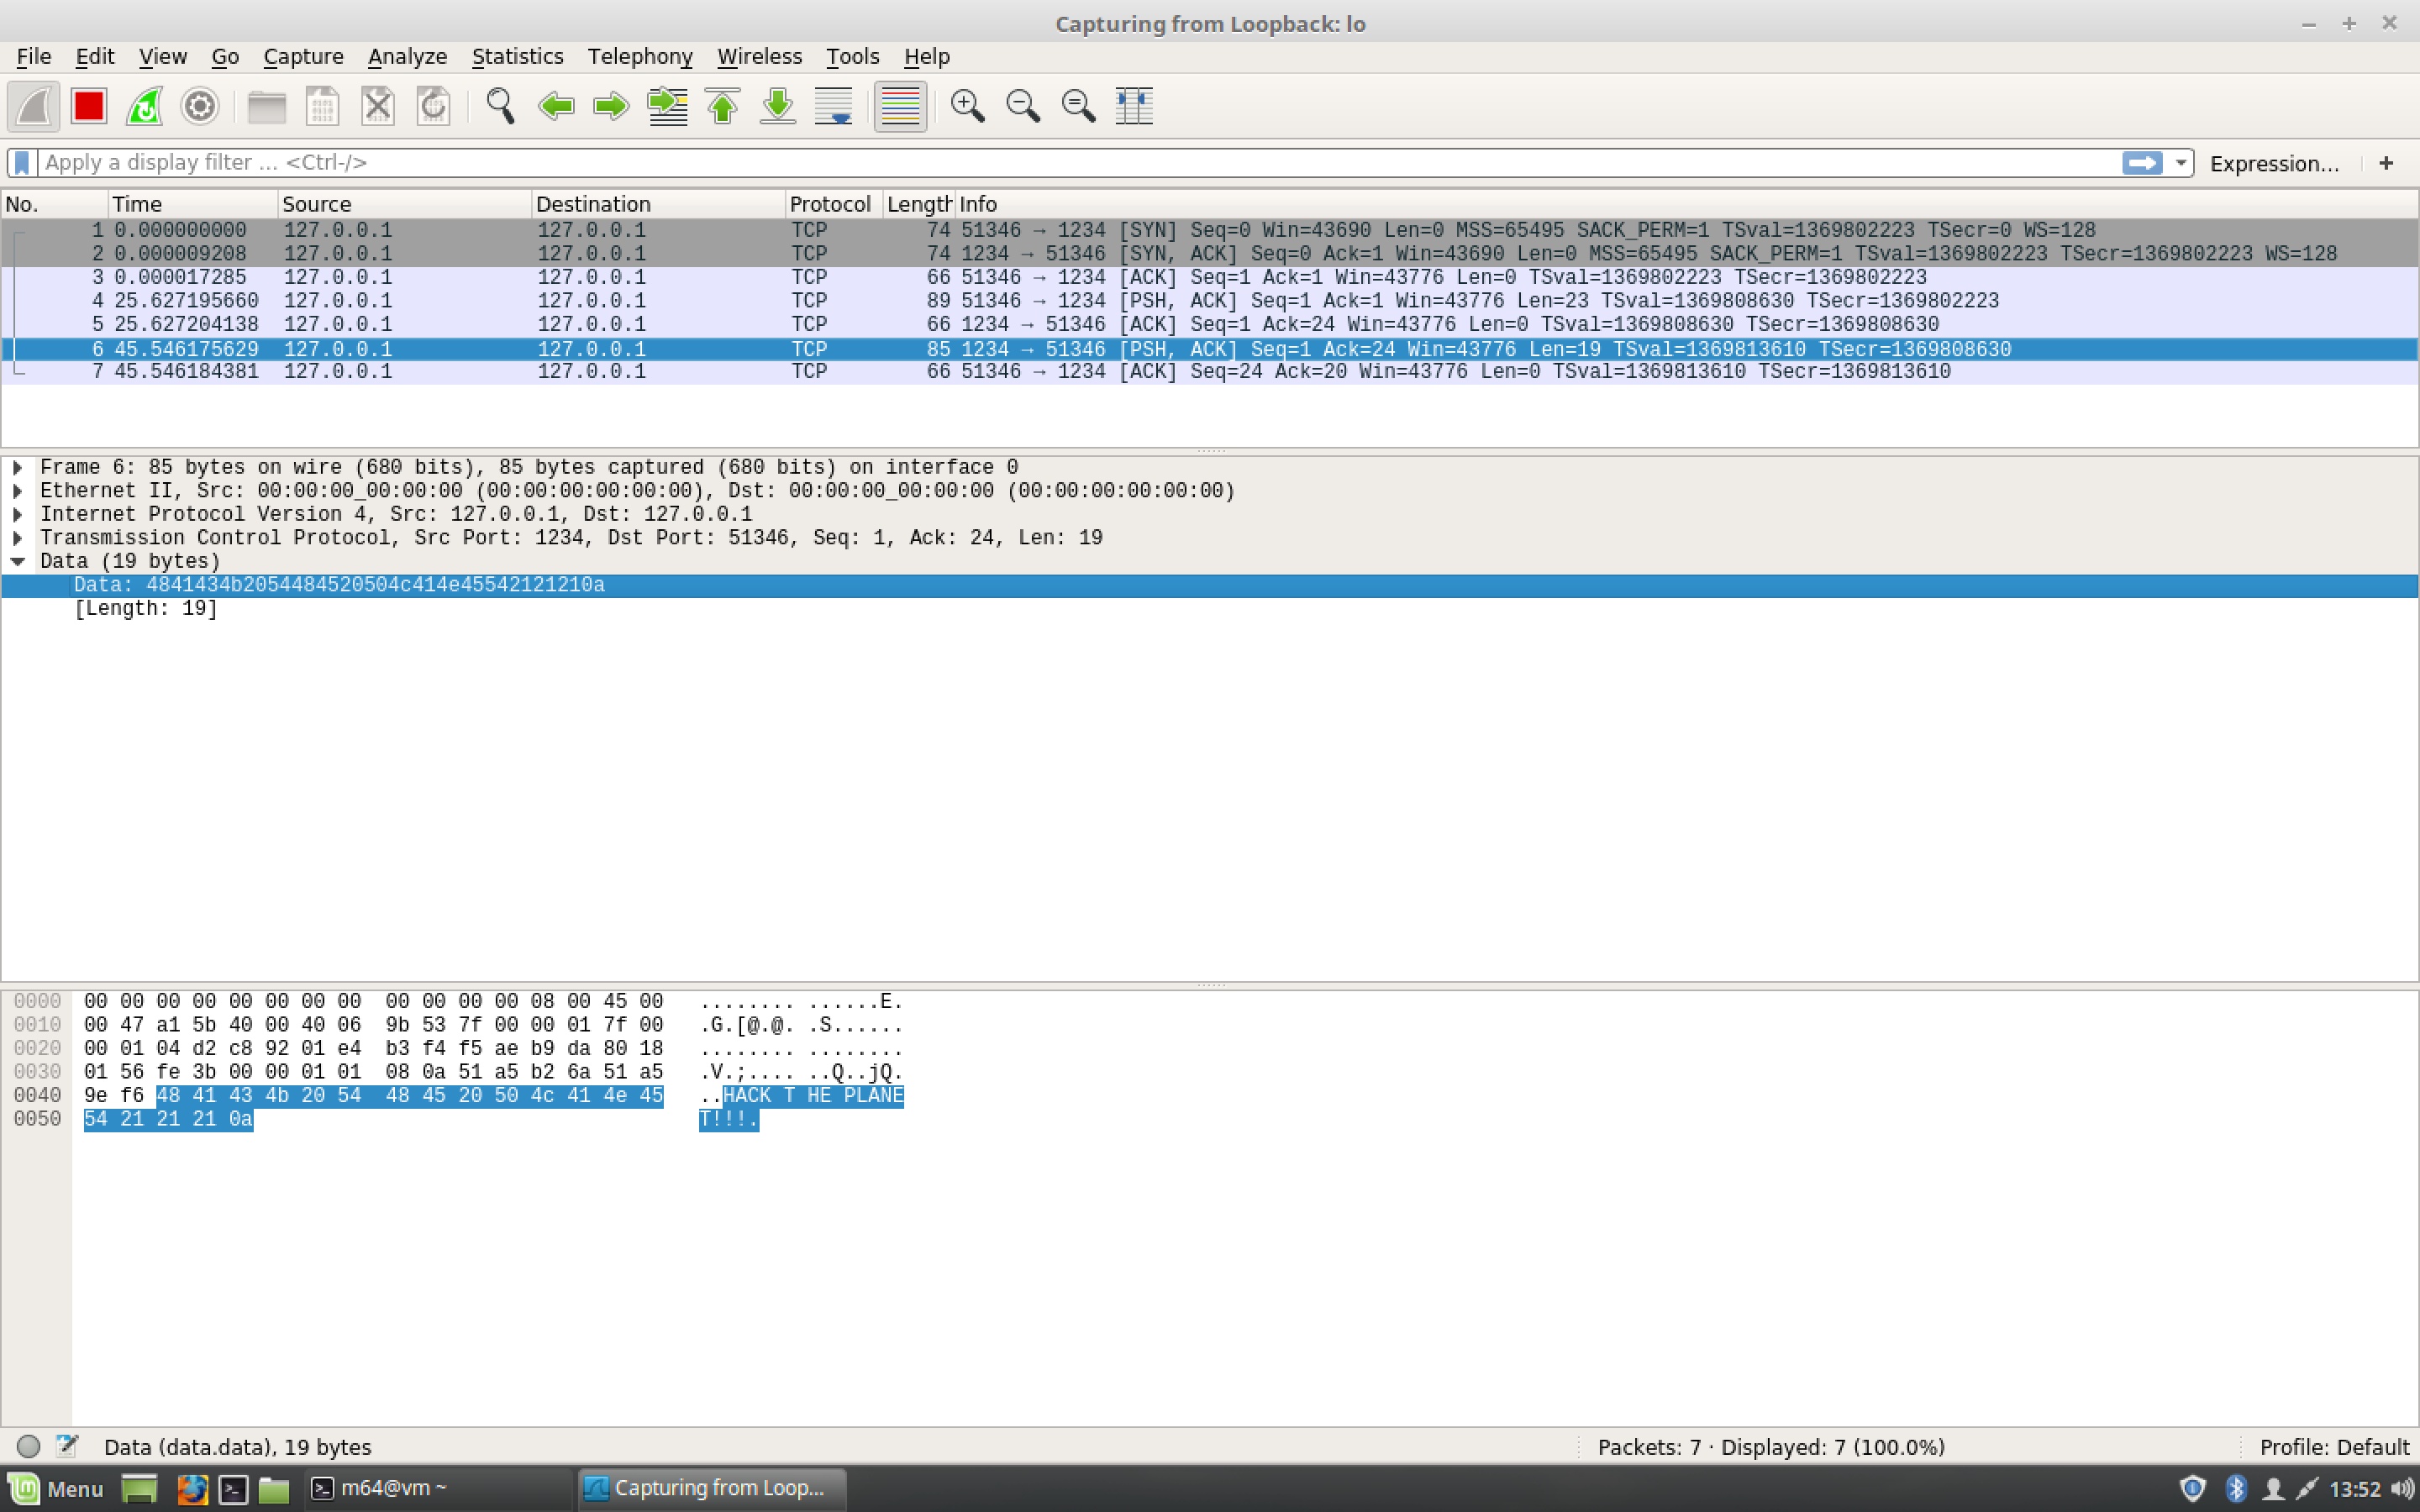 Capturing from Loopback: lo
File Edit View Go Capture Analyze Statistics Telephony Wireless Tools Help
Apply a display filter ... <Ctrl-/> Expression... +
No. Time Source Destination Protocol Length Info
1 0.000000000 127.0.0.1 127.0.0.1 TCP 74 51346 → 1234 [SYN] Seq=0 Win=43690 Len=0 MSS=65495 SACK_PERM=1 TSval=1369802223 TSecr=0 WS=128
2 0.000009208 127.0.0.1 127.0.0.1 TCP 74 1234 → 51346 [SYN, ACK] Seq=0 Ack=1 Win=43690 Len=0 MSS=65495 SACK_PERM=1 TSval=1369802223 TSecr=1369802223 WS=128
3 0.000017285 127.0.0.1 127.0.0.1 TCP 66 51346 → 1234 [ACK] Seq=1 Ack=1 Win=43776 Len=0 TSval=1369802223 TSecr=1369802223
4 25.627195660 127.0.0.1 127.0.0.1 TCP 89 51346 → 1234 [PSH, ACK] Seq=1 Ack=1 Win=43776 Len=23 TSval=1369808630 TSecr=1369802223
5 25.627204138 127.0.0.1 127.0.0.1 TCP 66 1234 → 51346 [ACK] Seq=1 Ack=24 Win=43776 Len=0 TSval=1369808630 TSecr=1369808630
6 45.546175629 127.0.0.1 127.0.0.1 TCP 85 1234 → 51346 [PSH, ACK] Seq=1 Ack=24 Win=43776 Len=19 TSval=1369813610 TSecr=1369808630
7 45.546184381 127.0.0.1 127.0.0.1 TCP 66 51346 → 1234 [ACK] Seq=24 Ack=20 Win=43776 Len=0 TSval=1369813610 TSecr=1369813610
Frame 6: 85 bytes on wire (680 bits), 85 bytes captured (680 bits) on interface 0
Ethernet II, Src: 00:00:00_00:00:00 (00:00:00:00:00:00), Dst: 00:00:00_00:00:00 (00:00:00:00:00:00)
Internet Protocol Version 4, Src: 127.0.0.1, Dst: 127.0.0.1
Transmission Control Protocol, Src Port: 1234, Dst Port: 51346, Seq: 1, Ack: 24, Len: 19
Data (19 bytes)
Data: 4841434b2054484520504c414e45542121210a
[Length: 19]
0000 00 00 00 00 00 00 00 00 00 00 00 00 08 00 45 00 ........ ......E.
0010 00 47 a1 5b 40 00 40 06 9b 53 7f 00 00 01 7f 00 .G.[@.@. .S......
0020 00 01 04 d2 c8 92 01 e4 b3 f4 f5 ae b9 da 80 18 ........ ........
0030 01 56 fe 3b 00 00 01 01 08 0a 51 a5 b2 6a 51 a5 .V.;.... ..Q..jQ.
0040 9e f6 48 41 43 4b 20 54 48 45 20 50 4c 41 4e 45 ..HACK T HE PLANE
0050 54 21 21 21 0a T!!!.
Data (data.data), 19 bytes Packets: 7 · Displayed: 7 (100.0%) Profile: Default
Menu m64@vm ~ Capturing from Loop... 13:52